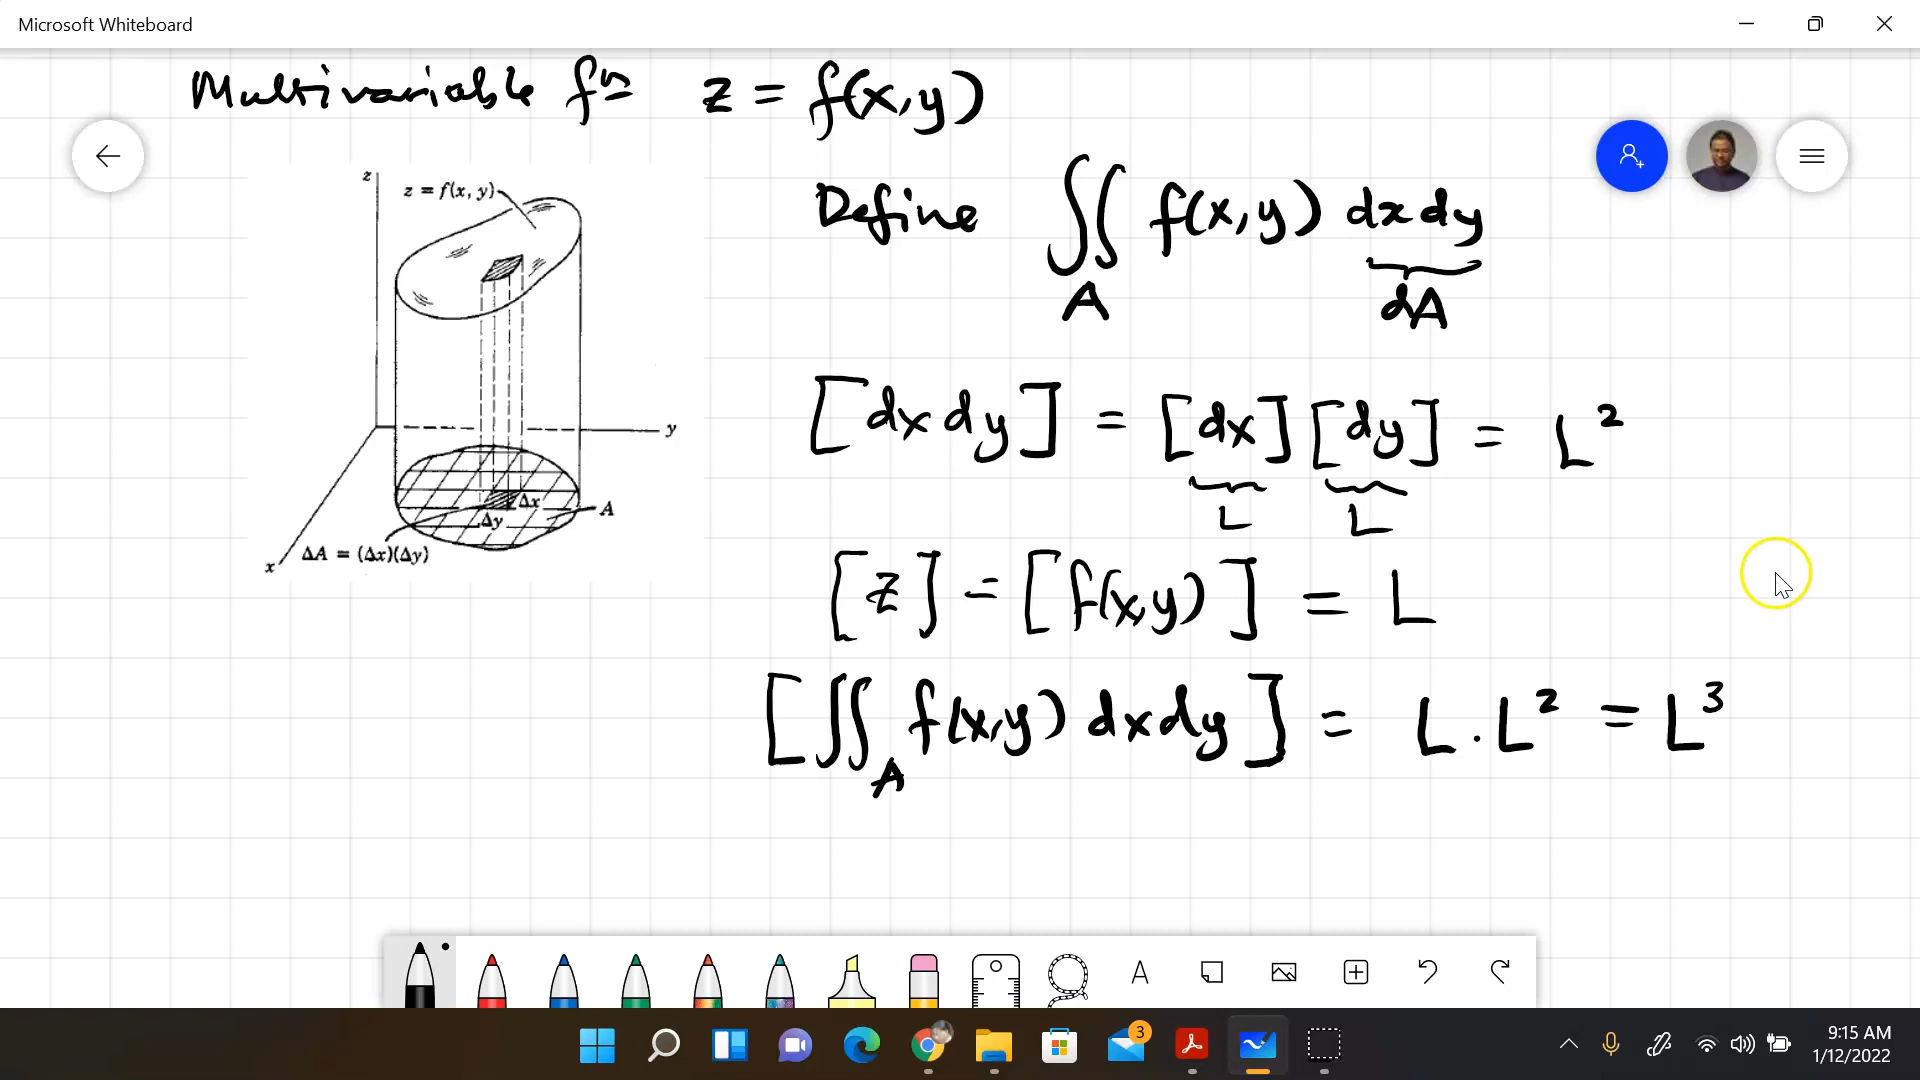 Microsoft Whiteboard
Multivariable fn z = f(x,y)
z
z = f(x, y)
y
Δx
Δy
A
ΔA = (Δx)(Δy)
x
Define ∬ f(x,y) dx dy
A dA
[dx dy] = [dx] [dy] = L²
L L
[z] = [f(x,y)] = L
[∬ f(x,y) dx dy] = L . L² = L³
A
A
3
9:15 AM
1/12/2022